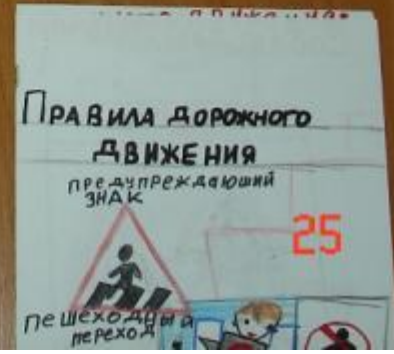 Правила дорожного
движения
предупреждающий
знак
25
Пешеходный
переход